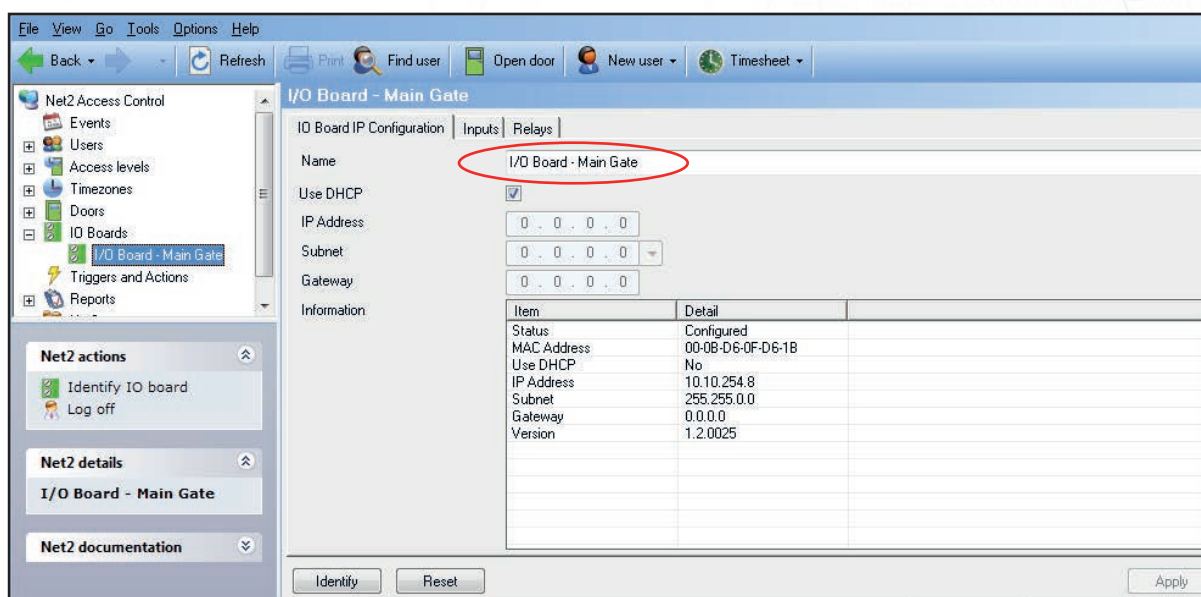 File View Go Tools Options Help
Back Refresh Print Find user Open door New user Timesheet
Net2 Access Control
Events
Users
Access levels
Timezones
Doors
IO Boards
I/O Board - Main Gate
Triggers and Actions
Reports
Net2 actions
Identify IO board
Log off
Net2 details
I/O Board - Main Gate
Net2 documentation
I/O Board - Main Gate
IO Board IP Configuration Inputs Relays
Name I/O Board - Main Gate
Use DHCP
IP Address 0 . 0 . 0 . 0
Subnet 0 . 0 . 0 . 0
Gateway 0 . 0 . 0 . 0
Information
Item Detail
Status Configured
MAC Address 00-0B-D6-0F-D6-1B
Use DHCP No
IP Address 10.10.254.8
Subnet 255.255.0.0
Gateway 0.0.0.0
Version 1.2.0025
Identify Reset Apply